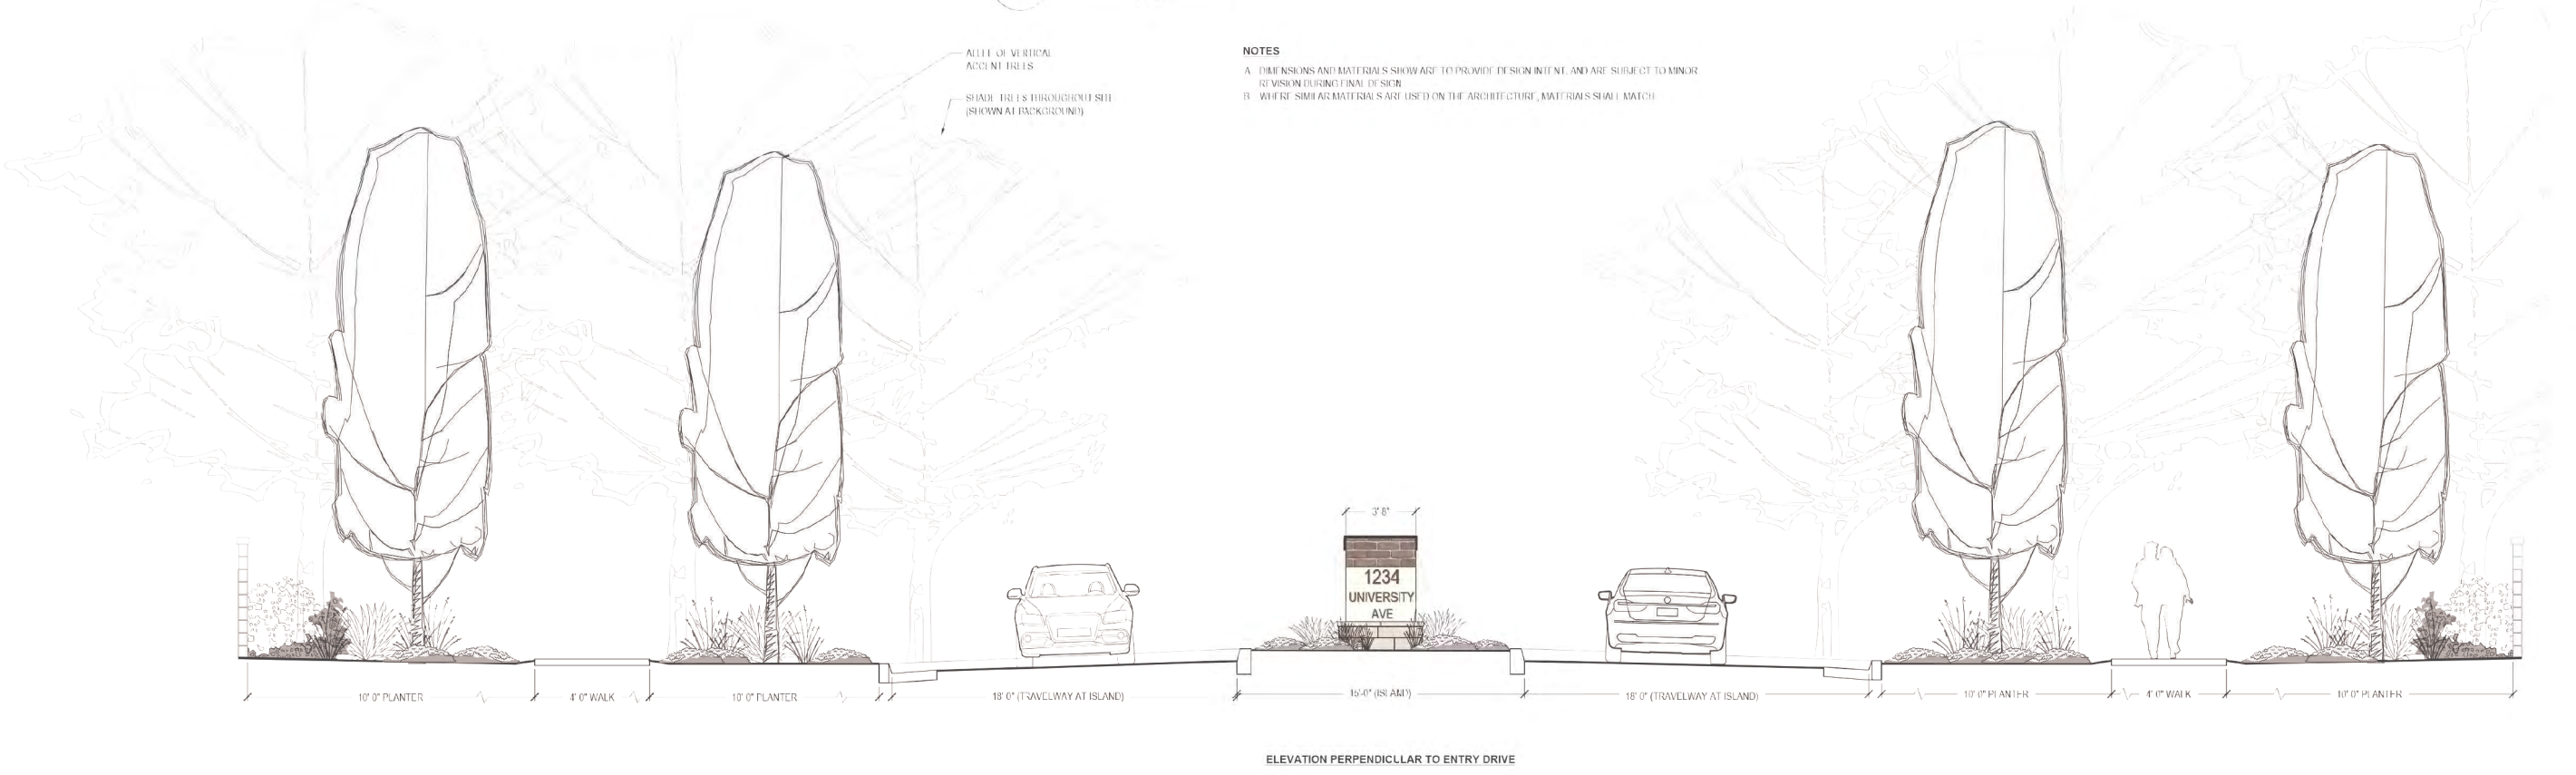 ALLEE OF VERTICAL
ACCENT TREES
SHADE TREES THROUGHOUT SITE
(SHOWN AT BACKGROUND)
NOTES
A DIMENSIONS AND MATERIALS SHOW ARE TO PROVIDE DESIGN INTENT, AND ARE SUBJECT TO MINOR
REVISION DURING FINAL DESIGN
B WHERE SIMILAR MATERIALS ARE USED ON THE ARCHITECTURE, MATERIALS SHALL MATCH
3' 8"
1234
UNIVERSITY
AVE
10' 0" PLANTER
4' 0" WALK
10' 0" PLANTER
18' 0" (TRAVELWAY AT ISLAND)
15'-0" (ISLAND)
18' 0" (TRAVELWAY AT ISLAND)
10' 0" PLANTER
4' 0" WALK
10' 0" PLANTER
ELEVATION PERPENDICULAR TO ENTRY DRIVE